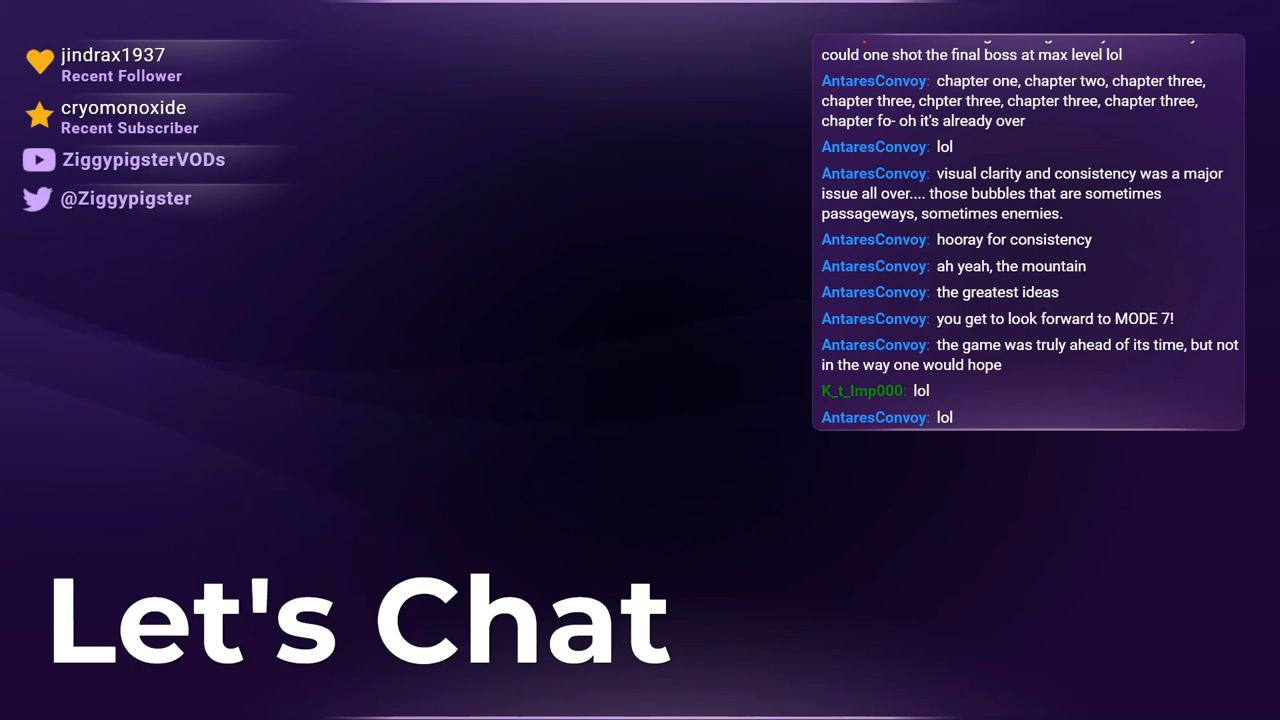 jindrax1937
Recent Follower
cryomonoxide
Recent Subscriber
ZiggypigsterVODs
@Ziggypigster
could one shot the final boss at max level lol
AntaresConvoy: chapter one, chapter two, chapter three,
chapter three, chpter three, chapter three, chapter three,
chapter fo- oh it's already over
AntaresConvoy: lol
AntaresConvoy: visual clarity and consistency was a major
issue all over.... those bubbles that are sometimes
passageways, sometimes enemies.
AntaresConvoy: hooray for consistency
AntaresConvoy: ah yeah, the mountain
AntaresConvoy: the greatest ideas
AntaresConvoy: you get to look forward to MODE 7!
AntaresConvoy: the game was truly ahead of its time, but not
in the way one would hope
K_t_Imp000: lol
AntaresConvoy: lol
Let's Chat